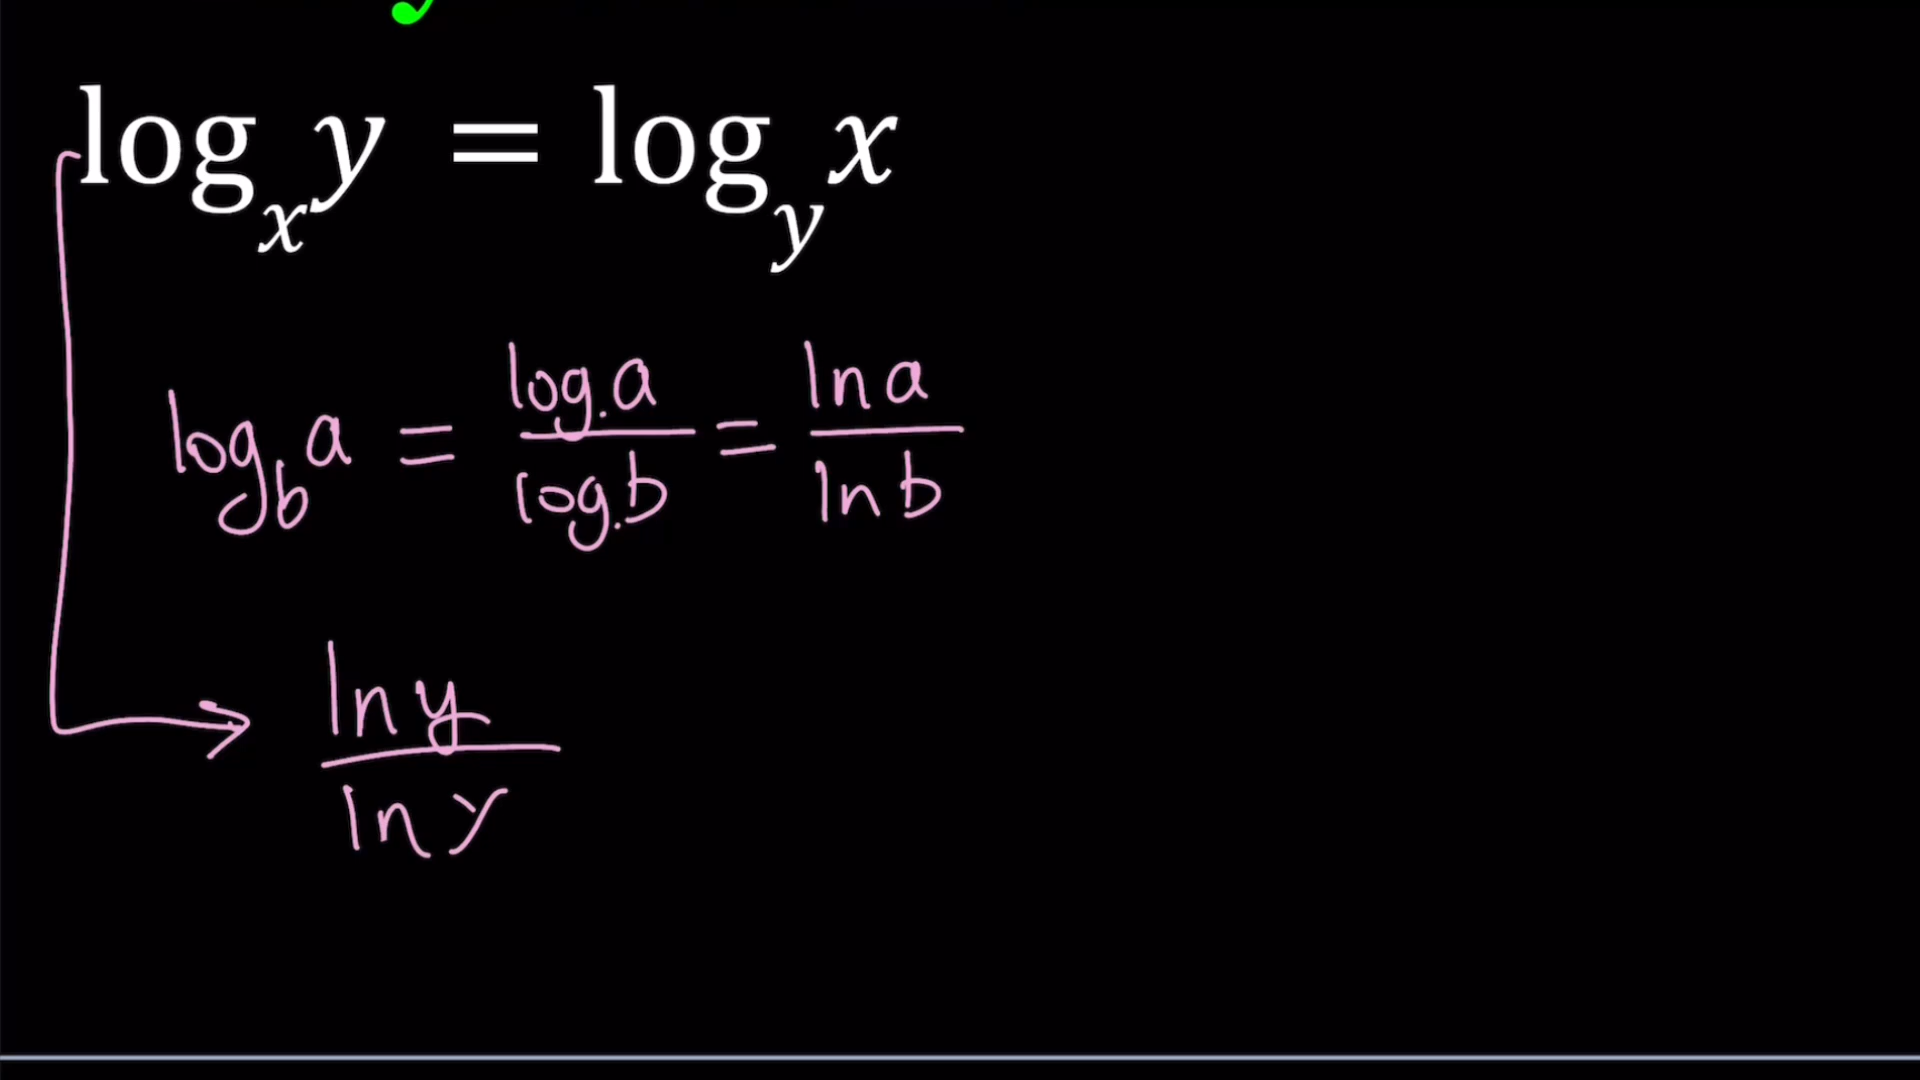 log_x y = log_y x
log_b a = log. a / log. b = ln a / ln b
ln y
ln y